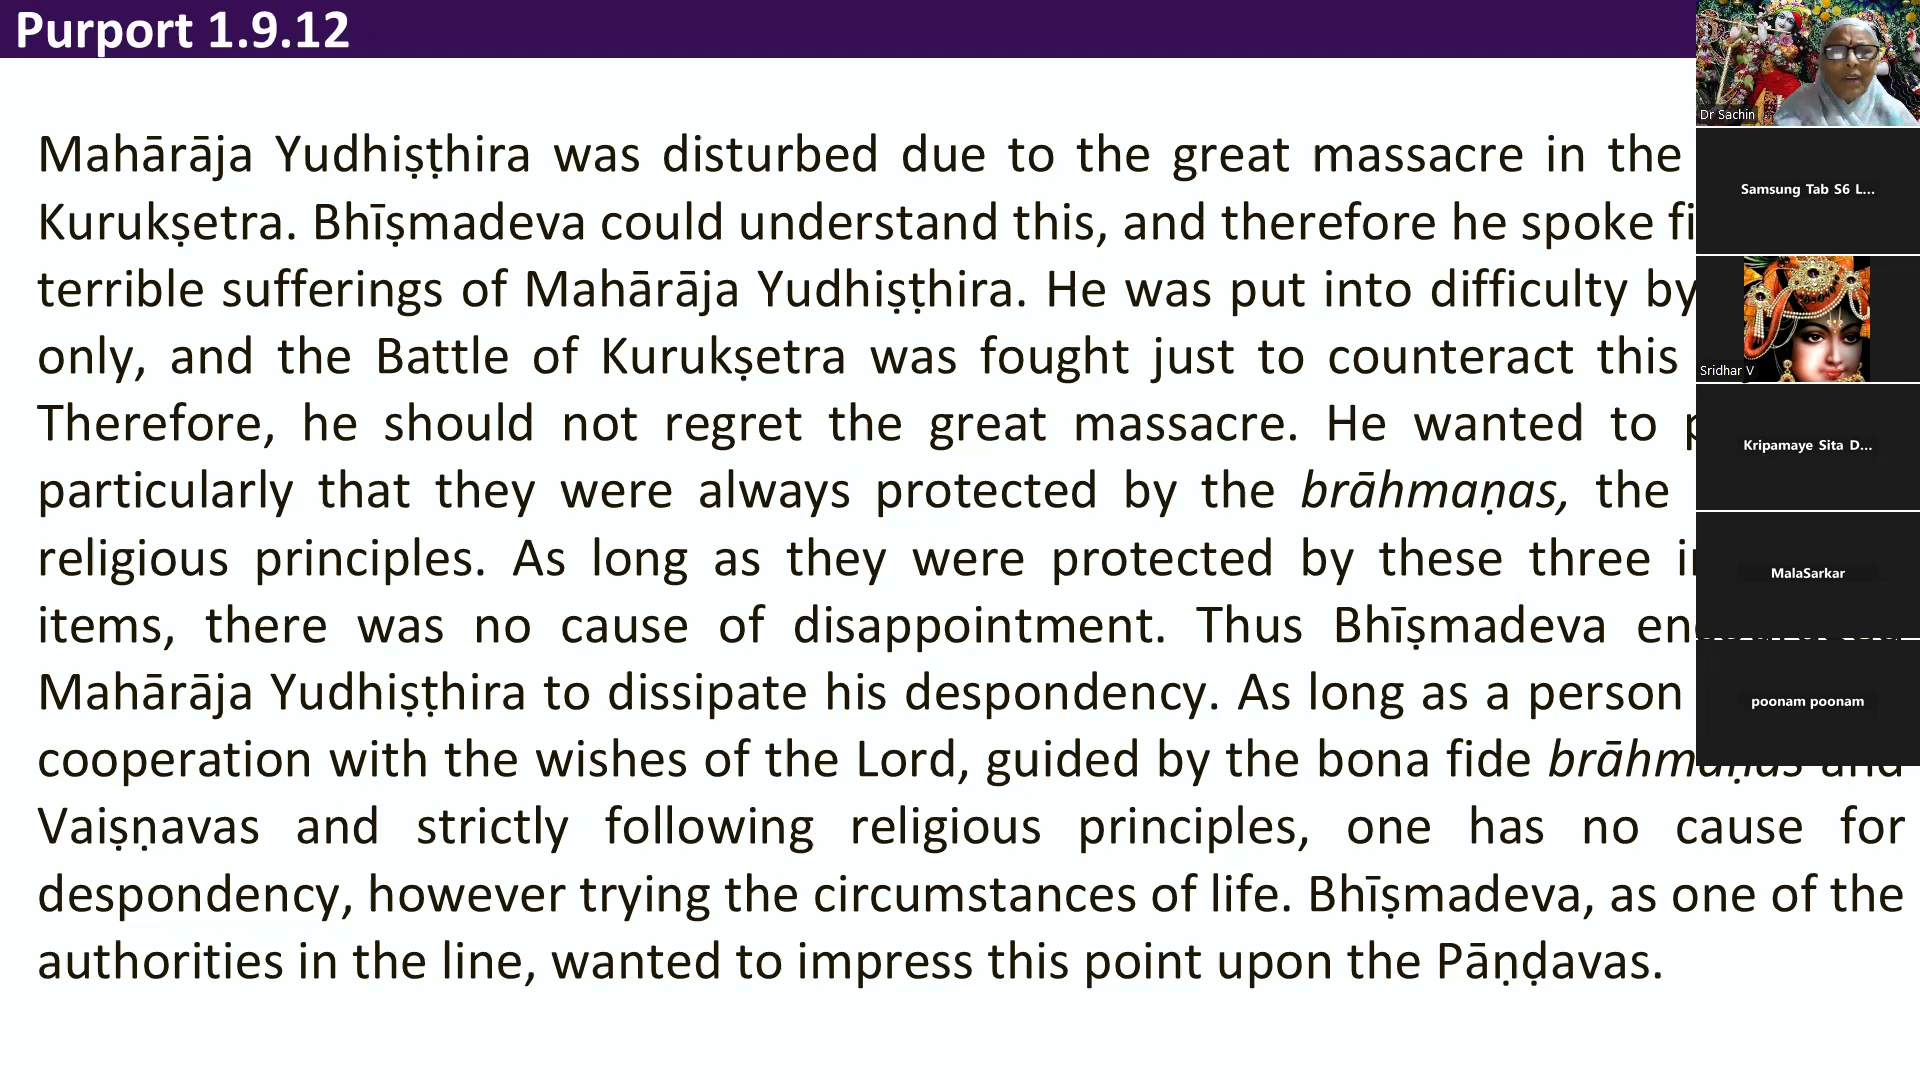 Purport 1.9.12
Mahārāja Yudhiṣṭhira was disturbed due to the great massacre in the
Kurukṣetra. Bhīṣmadeva could understand this, and therefore he spoke
terrible sufferings of Mahārāja Yudhiṣṭhira. He was put into difficulty by
only, and the Battle of Kurukṣetra was fought just to counteract this
Therefore, he should not regret the great massacre. He wanted to
particularly that they were always protected by the brāhmaṇas, the
religious principles. As long as they were protected by these three
items, there was no cause of disappointment. Thus Bhīṣmadeva
Mahārāja Yudhiṣṭhira to dissipate his despondency. As long as a person
cooperation with the wishes of the Lord, guided by the bona fide brāhmaṇas and
Vaiṣṇavas and strictly following religious principles, one has no cause for
despondency, however trying the circumstances of life. Bhīṣmadeva, as one of the
authorities in the line, wanted to impress this point upon the Pāṇḍavas.
Dr Sachin
Samsung Tab S6 L...
Sridhar V
Kripamaye Sita D...
MalaSarkar
poonam poonam